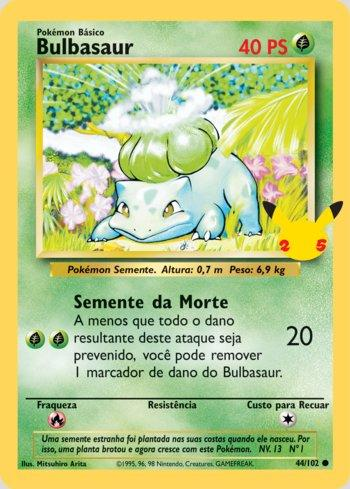 Pokémon Básico
Bulbasaur 40 PS
25
Pokémon Semente. Altura: 0,7 m Peso: 6,9 kg
Semente da Morte
A menos que todo o dano
resultante deste ataque seja
prevenido, você pode remover
1 marcador de dano do Bulbasaur.
20
Fraqueza Resistência Custo para Recuar
Uma semente estranha foi plantada nas suas costas quando ele nasceu. Por
isso, uma planta brotou e agora cresce com este Pokémon. NV. 13 N° 1
Ilus. Mitsuhiro Arita ©1995, 96, 98 Nintendo, Creatures, GAMEFREAK. 44/102